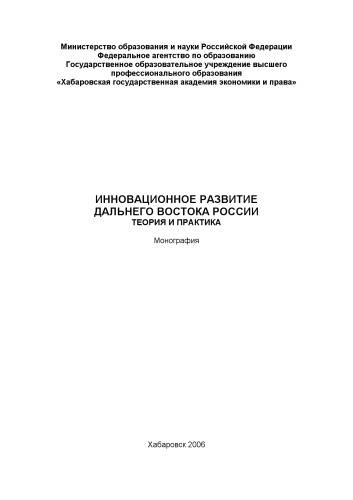 Министерство образования и науки Российской Федерации
Федеральное агентство по образованию
Государственное образовательное учреждение высшего
профессионального образования
«Хабаровская государственная академия экономики и права»
ИННОВАЦИОННОЕ РАЗВИТИЕ
ДАЛЬНЕГО ВОСТОКА РОССИИ
ТЕОРИЯ И ПРАКТИКА
Монография
Хабаровск 2006